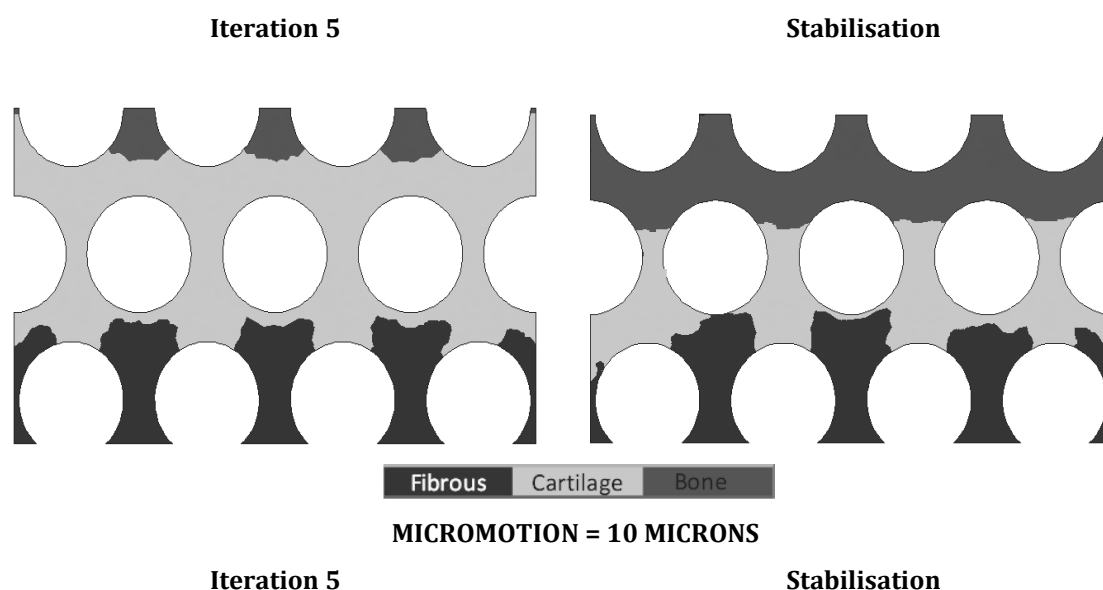 Iteration 5 Stabilisation
Fibrous Cartilage Bone
MICROMOTION = 10 MICRONS
Iteration 5 Stabilisation